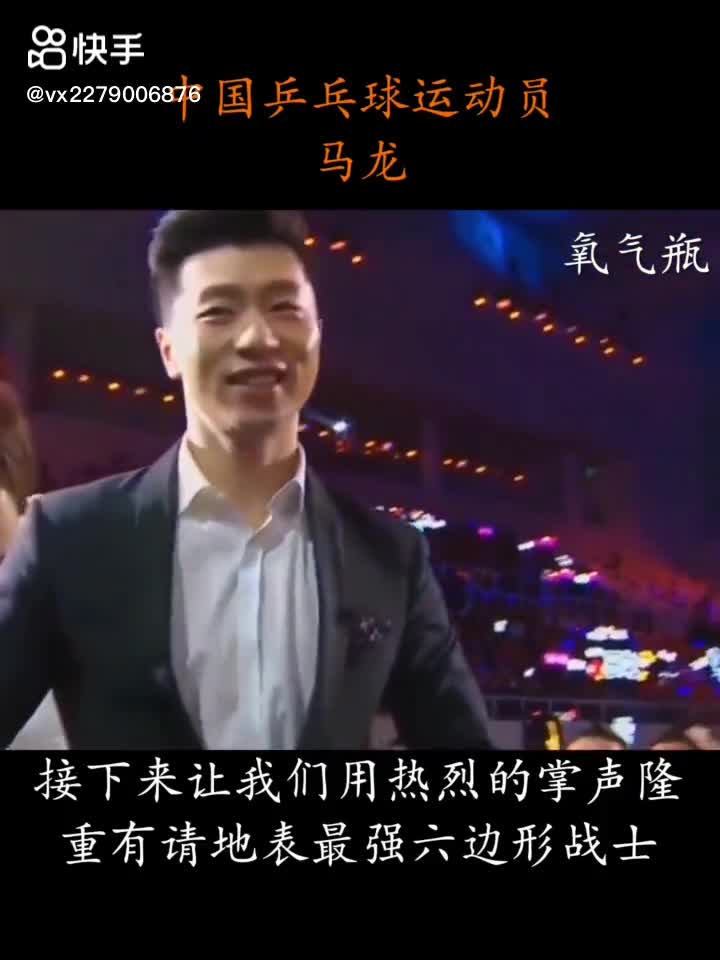 快手
@vx2279006876
中国乒乓球运动员
马龙
氧气瓶
接下来让我们用热烈的掌声隆
重有请地表最强六边形战士